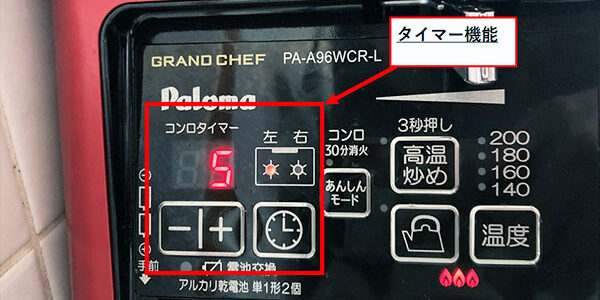 タイマー機能
GRAND CHEF PA-A96WCR-L
Paloma
コンロタイマー
左 右
5
コンロ
30分消火
あんしん
モード
3秒押し
高温
炒め
200
180
160
140
温度
− +
手前
電池交換
アルカリ乾電池 単1形2個